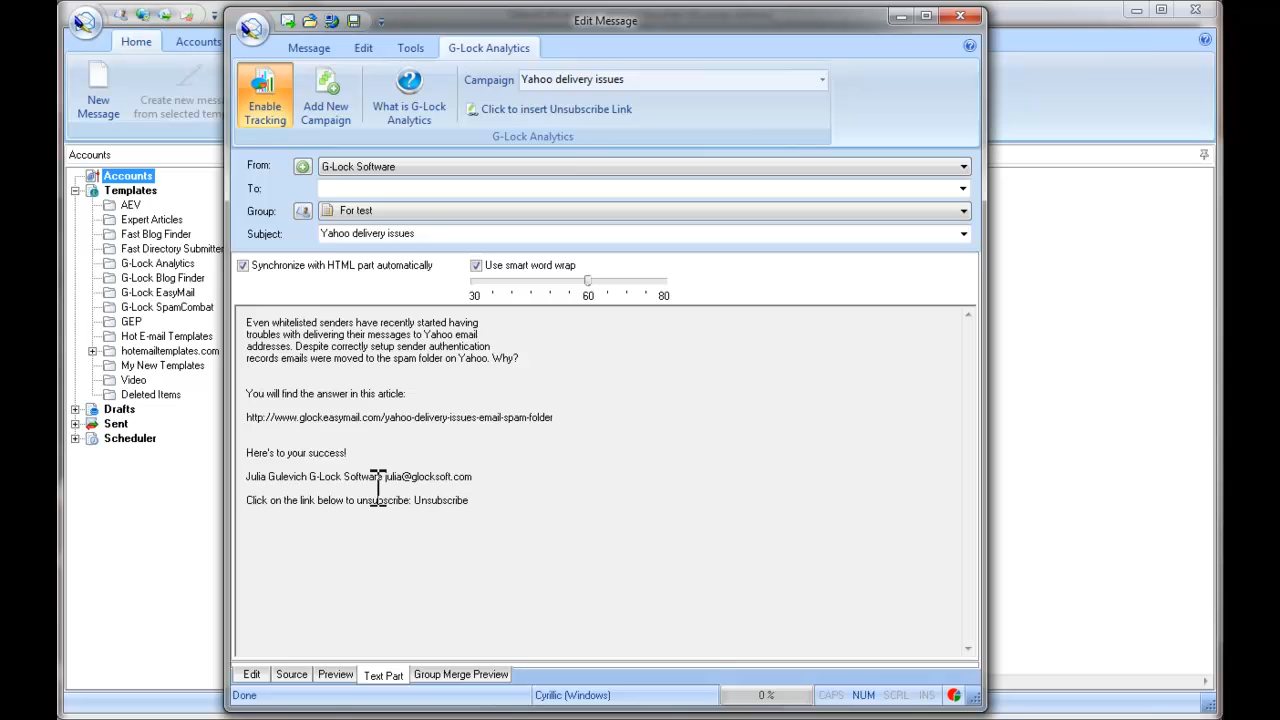 Edit Message
Home
Accounts
Message
Edit
Tools
G-Lock Analytics
New
Message
Create new mess
from selected tem
Enable
Tracking
Add New
Campaign
What is G-Lock
Analytics
Campaign
Yahoo delivery issues
Click to insert Unsubscribe Link
G-Lock Analytics
Accounts
Accounts
Templates
AEV
Expert Articles
Fast Blog Finder
Fast Directory Submitter
G-Lock Analytics
G-Lock Blog Finder
G-Lock EasyMail
G-Lock SpamCombat
GEP
Hot E-mail Templates
hotemailtemplates.com
My New Templates
Video
Deleted Items
Drafts
Sent
Scheduler
From:
G-Lock Software
To:
Group:
For test
Subject:
Yahoo delivery issues
Synchronize with HTML part automatically
Use smart word wrap
30 60 80
Even whitelisted senders have recently started having
troubles with delivering their messages to Yahoo email
addresses. Despite correctly setup sender authentication
records emails were moved to the spam folder on Yahoo. Why?
You will find the answer in this article:
http://www.glockeasymail.com/yahoo-delivery-issues-email-spam-folder
Here's to your success!
Julia Gulevich G-Lock Software julia@glocksoft.com
Click on the link below to unsubscribe: Unsubscribe
Edit
Source
Preview
Text Part
Group Merge Preview
Done
Cyrillic (Windows)
0 %
CAPS NUM SCRL INS